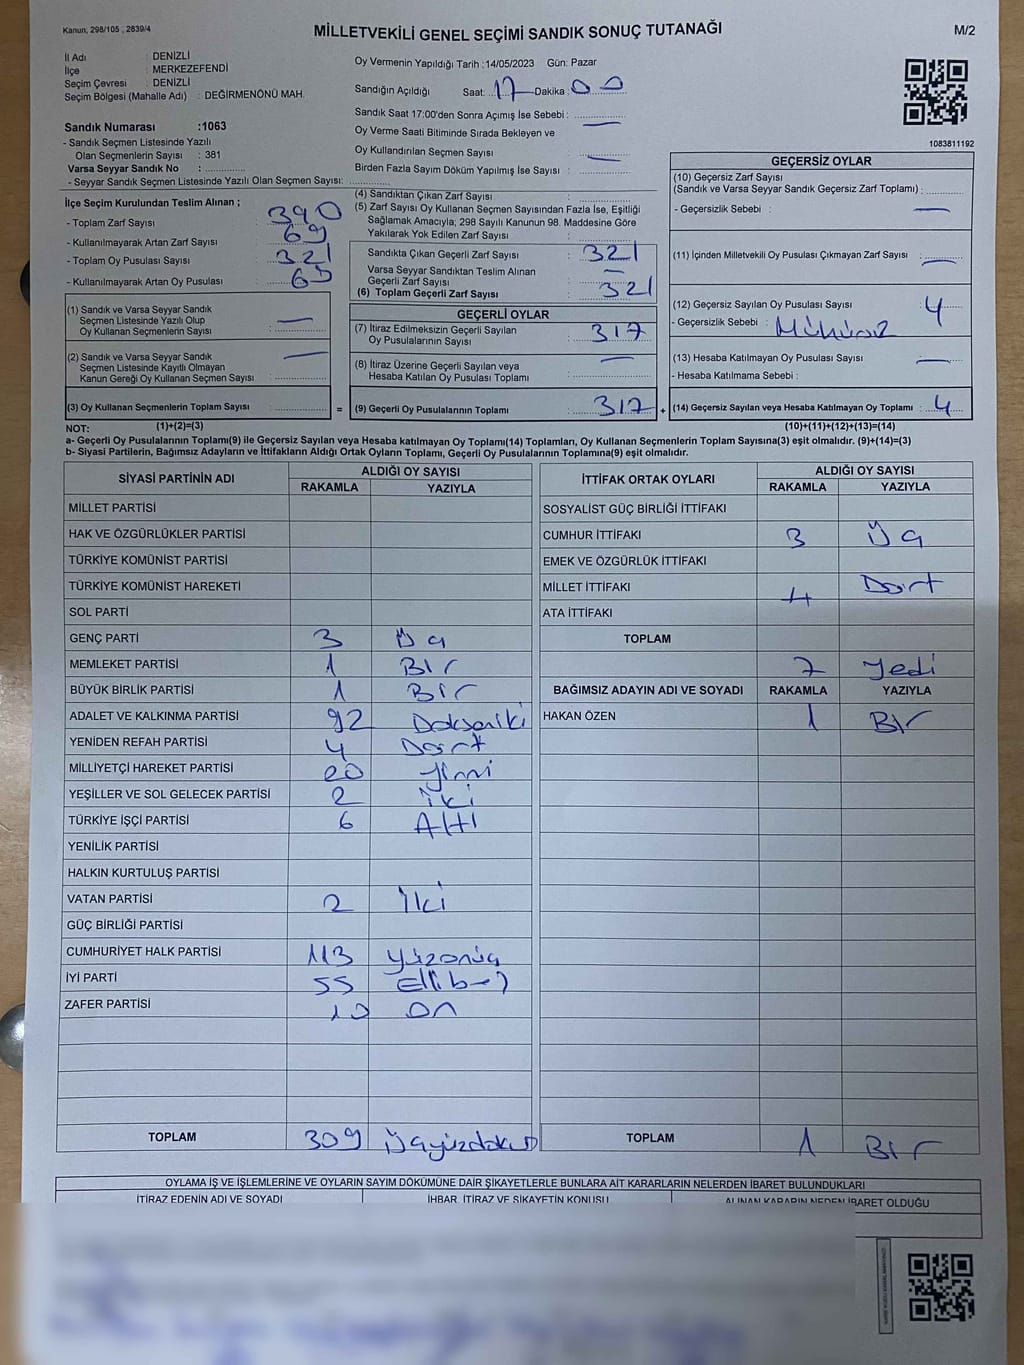 Kanun; 298/105 , 2839/4
MİLLETVEKİLİ GENEL SEÇİMİ SANDIK SONUÇ TUTANAĞI
M/2
İl Adı : DENİZLİ
İlçe : MERKEZEFENDİ
Seçim Çevresi : DENİZLİ
Seçim Bölgesi (Mahalle Adı) : DEĞİRMENÖNÜ MAH.
Sandık Numarası :1063
- Sandık Seçmen Listesinde Yazılı
Olan Seçmenlerin Sayısı : 381
Varsa Seyyar Sandık No :
- Seyyar Sandık Seçmen Listesinde Yazılı Olan Seçmen Sayısı:
Oy Vermenin Yapıldığı Tarih :14/05/2023 Gün: Pazar
Sandığın Açıldığı Saat: 17 Dakika: 00
Sandık Saat 17:00'den Sonra Açılmış İse Sebebi : —
Oy Verme Saati Bitiminde Sırada Bekleyen ve
Oy Kullandırılan Seçmen Sayısı : —
Birden Fazla Sayım Döküm Yapılmış İse Sayısı :
1083811192
İlçe Seçim Kurulundan Teslim Alınan ;
- Toplam Zarf Sayısı : 390
- Kullanılmayarak Artan Zarf Sayısı : 69
- Toplam Oy Pusulası Sayısı : 321
- Kullanılmayarak Artan Oy Pusulası :
(1) Sandık ve Varsa Seyyar Sandık
Seçmen Listesinde Yazılı Olup
Oy Kullanan Seçmen Sayısı : —
(2) Sandık ve Varsa Seyyar Sandık
Seçmen Listesinde Kayıtlı Olmayan
Kanun Gereği Oy Kullanan Seçmen Sayısı : —
(3) Oy Kullanan Seçmenlerin Toplam Sayısı :
(4) Sandıktan Çıkan Zarf Sayısı :
(5) Zarf Sayısı Oy Kullanan Seçmen Sayısından Fazla İse, Eşitliği
Sağlamak Amacıyla; 298 Sayılı Kanunun 98. Maddesine Göre
Yakılarak Yok Edilen Zarf Sayısı :
Sandıkta Çıkan Geçerli Zarf Sayısı : 321
Varsa Seyyar Sandıktan Teslim Alınan
Geçerli Zarf Sayısı : —
(6) Toplam Geçerli Zarf Sayısı : 321
GEÇERLİ OYLAR
(7) İtiraz Edilmeksizin Geçerli Sayılan
Oy Pusulalarının Sayısı : 317
(8) İtiraz Üzerine Geçerli Sayılan veya
Hesaba Katılan Oy Pusulası Toplamı : —
= (9) Geçerli Oy Pusulalarının Toplamı : 317
GEÇERSİZ OYLAR
(10) Geçersiz Zarf Sayısı
(Sandık ve Varsa Seyyar Sandık Geçersiz Zarf Toplamı) :
- Geçersizlik Sebebi : —
(11) İçinden Milletvekili Oy Pusulası Çıkmayan Zarf Sayısı : —
(12) Geçersiz Sayılan Oy Pusulası Sayısı : 4
- Geçersizlik Sebebi : Mühürsüz
(13) Hesaba Katılmayan Oy Pusulası Sayısı : —
- Hesaba Katılmama Sebebi :
+ (14) Geçersiz Sayılan veya Hesaba Katılmayan Oy Toplamı : 4
NOT: (1)+(2)=(3) (10)+(11)+(12)+(13)=(14)
a- Geçerli Oy Pusulalarının Toplamı(9) ile Geçersiz Sayılan veya Hesaba katılmayan Oy Toplamı(14) Toplamları, Oy Kullanan Seçmenlerin Toplam Sayısına(3) eşit olmalıdır. (9)+(14)=(3)
b- Siyasi Partilerin, Bağımsız Adayların ve İttifakların Aldığı Ortak Oyların Toplamı, Geçerli Oy Pusulalarının Toplamına(9) eşit olmalıdır.
SİYASİ PARTİNİN ADI ALDIĞI OY SAYISI
RAKAMLA YAZIYLA
MİLLET PARTİSİ
HAK VE ÖZGÜRLÜKLER PARTİSİ
TÜRKİYE KOMÜNİST PARTİSİ
TÜRKİYE KOMÜNİST HAREKETİ
SOL PARTİ
GENÇ PARTİ 3 Üç
MEMLEKET PARTİSİ 1 Bir
BÜYÜK BİRLİK PARTİSİ 1 Bir
ADALET VE KALKINMA PARTİSİ 92 Doksaniki
YENİDEN REFAH PARTİSİ 4 Dört
MİLLİYETÇİ HAREKET PARTİSİ 20 Yirmi
YEŞİLLER VE SOL GELECEK PARTİSİ 2 İki
TÜRKİYE İŞÇİ PARTİSİ 6 Altı
YENİLİK PARTİSİ
HALKIN KURTULUŞ PARTİSİ
VATAN PARTİSİ 2 İki
GÜÇ BİRLİĞİ PARTİSİ
CUMHURİYET HALK PARTİSİ 113 Yüzonüç
İYİ PARTİ 55 Ellibeş
ZAFER PARTİSİ 10 On
TOPLAM 309 Üçyüzdokuz
İTTİFAK ORTAK OYLARI ALDIĞI OY SAYISI
RAKAMLA YAZIYLA
SOSYALİST GÜÇ BİRLİĞİ İTTİFAKI
CUMHUR İTTİFAKI 3 Üç
EMEK VE ÖZGÜRLÜK İTTİFAKI
MİLLET İTTİFAKI 4 Dört
ATA İTTİFAKI
TOPLAM
7 Yedi
BAĞIMSIZ ADAYIN ADI VE SOYADI RAKAMLA YAZIYLA
HAKAN ÖZEN 1 Bir
TOPLAM 1 Bir
OYLAMA İŞ VE İŞLEMLERİNE VE OYLARIN SAYIM DÖKÜMÜNE DAİR ŞİKAYETLERLE BUNLARA AİT KARARLARIN NELERDEN İBARET BULUNDUKLARI
İTİRAZ EDENİN ADI VE SOYADI İHBAR, İTİRAZ VE ŞİKAYETİN KONUSU ALINAN KARARIN NEDEN İBARET OLDUĞU